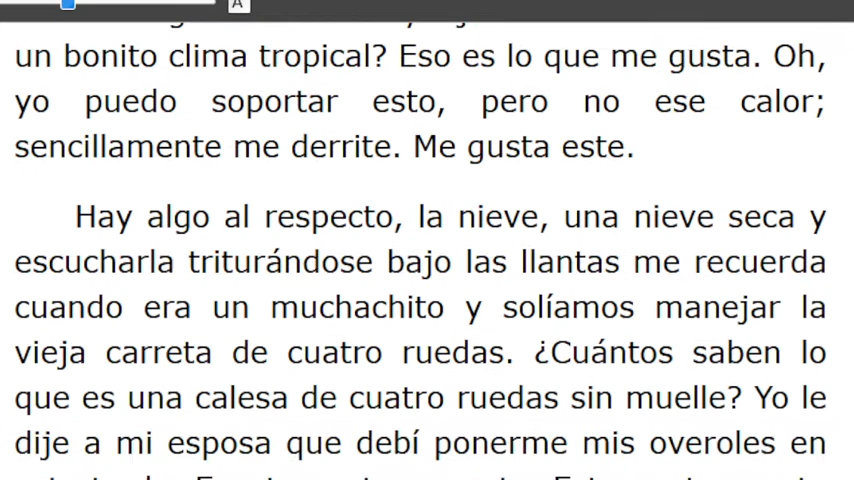 A
un bonito clima tropical? Eso es lo que me gusta. Oh,
yo puedo soportar esto, pero no ese calor;
sencillamente me derrite. Me gusta este.
Hay algo al respecto, la nieve, una nieve seca y
escucharla triturándose bajo las llantas me recuerda
cuando era un muchachito y solíamos manejar la
vieja carreta de cuatro ruedas. ¿Cuántos saben lo
que es una calesa de cuatro ruedas sin muelle? Yo le
dije a mi esposa que debí ponerme mis overoles en